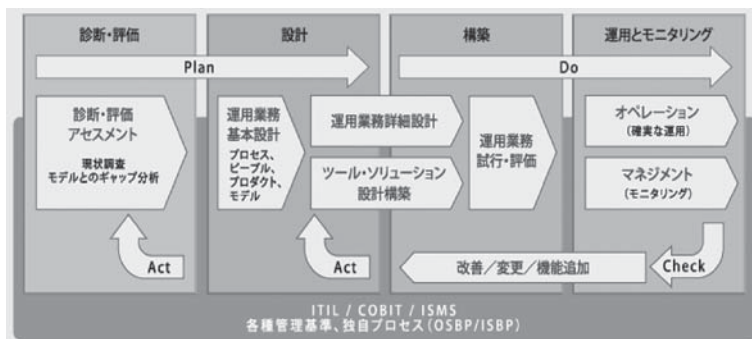 診断・評価
設計
構築
運用とモニタリング
Plan
Do
診断・評価
アセスメント
現状調査
モデルとのギャップ分析
運用業務
基本設計
プロセス、
ピープル、
プロダクト、
モデル
運用業務詳細設計
ツール・ソリューション
設計構築
運用業務
試行・評価
オペレーション
(確実な運用)
マネジメント
(モニタリング)
Act
Act
改善/変更/機能追加
Check
ITIL / COBIT / ISMS
各種管理基準、独自プロセス(OSBP/ISBP)